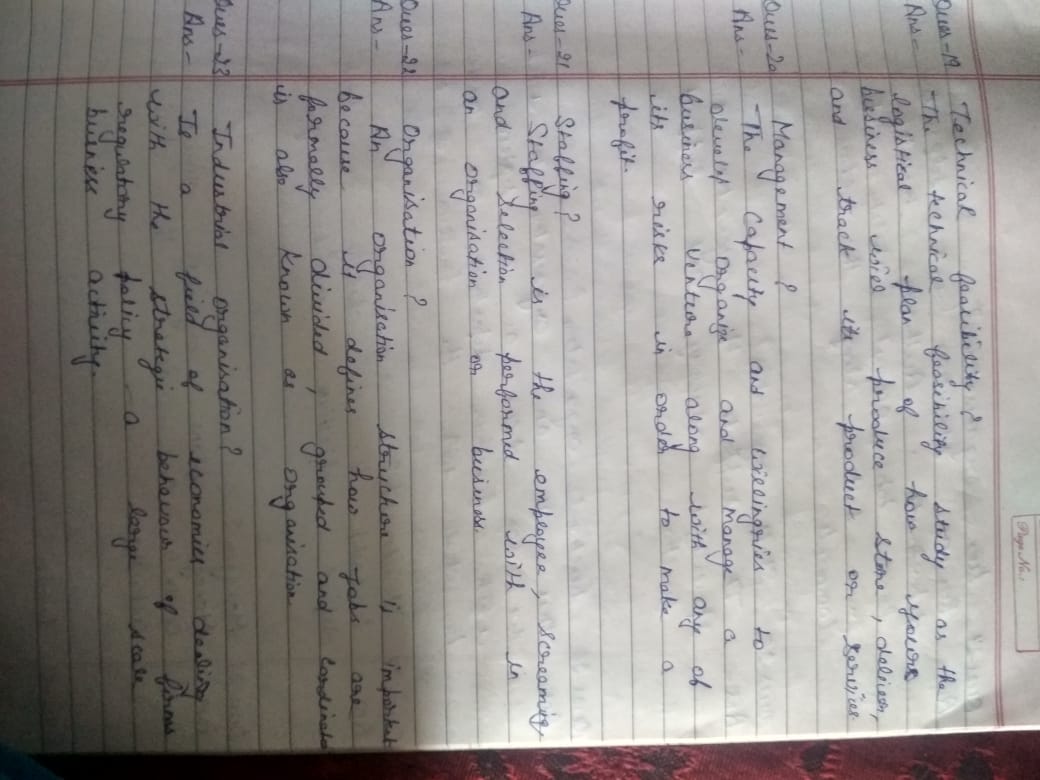 Page No.:
Ques-19 Technical feasibility?
Ans- The technical feasibility study as the
logistical plan of how yours
business will produce store, deliver,
and track its product or services
Ques-20 Management?
Ans- The Capacity and willingnies to
develop organize and manage a
business venture along with any of
its risks in order to make a
profit.
Ques-21 Staffing?
Ans- Staffing is the employee, screaming,
and selection performed with in
an organisation or business.
Ques-22 Organisation?
Ans- An organisation structure is important
because it defines how jobs are
formally divided, grouped and cordinate
is also known as organisation
Ques-23 Industrial organisation?
Ans- Is a field of economics dealing
with the strategic behaviour of firms
regulatory policy a large scale
business activity.